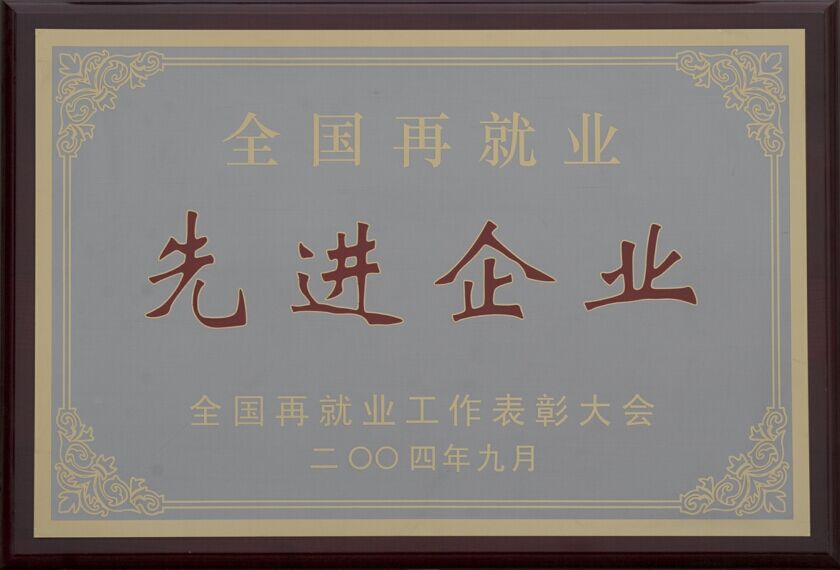 全国再就业
先进企业
全国再就业工作表彰大会
二〇〇四年九月